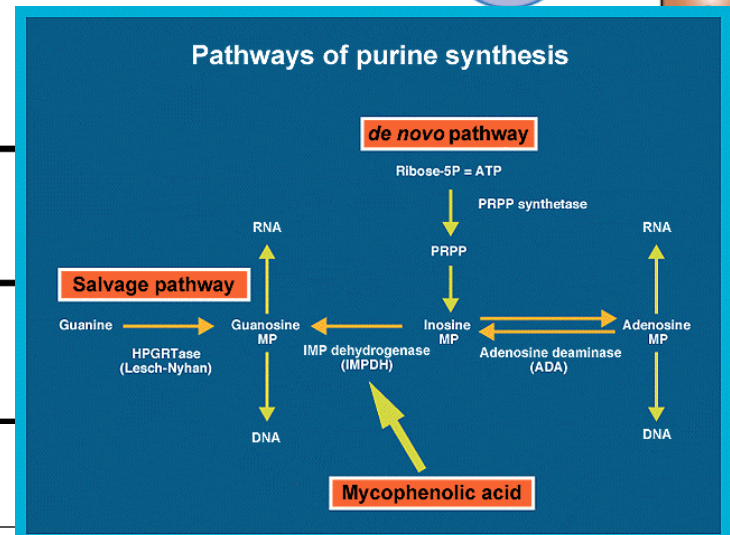 Pathways of purine synthesis
de novo pathway
Ribose-5P = ATP
PRPP synthetase
RNA
RNA
PRPP
Salvage pathway
Guanine
Guanosine
MP
Inosine
MP
Adenosine
MP
HPGRTase
(Lesch-Nyhan)
IMP dehydrogenase
(IMPDH)
Adenosine deaminase
(ADA)
DNA
DNA
Mycophenolic acid